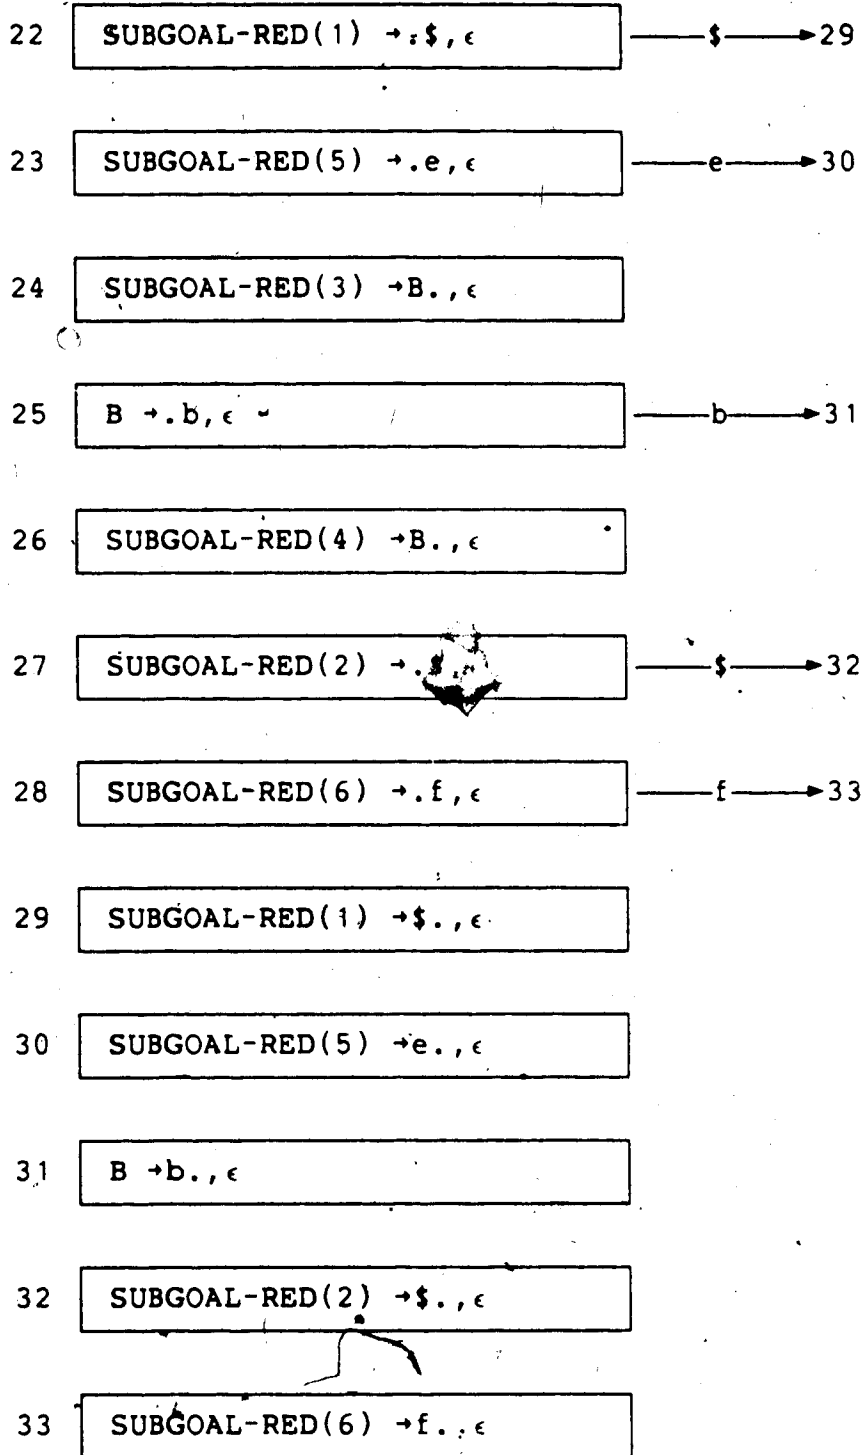 22 SUBGOAL-RED(1) →.$,ϵ $ 29
23 SUBGOAL-RED(5) →.e,ϵ e 30
24 SUBGOAL-RED(3) →B.,ϵ
25 B →.b,ϵ b 31
26 SUBGOAL-RED(4) →B.,ϵ
27 SUBGOAL-RED(2) →.$ $ 32
28 SUBGOAL-RED(6) →.f,ϵ f 33
29 SUBGOAL-RED(1) →$.,ϵ
30 SUBGOAL-RED(5) →e.,ϵ
31 B →b.,ϵ
32 SUBGOAL-RED(2) →$.,ϵ
33 SUBGOAL-RED(6) →f.,ϵ